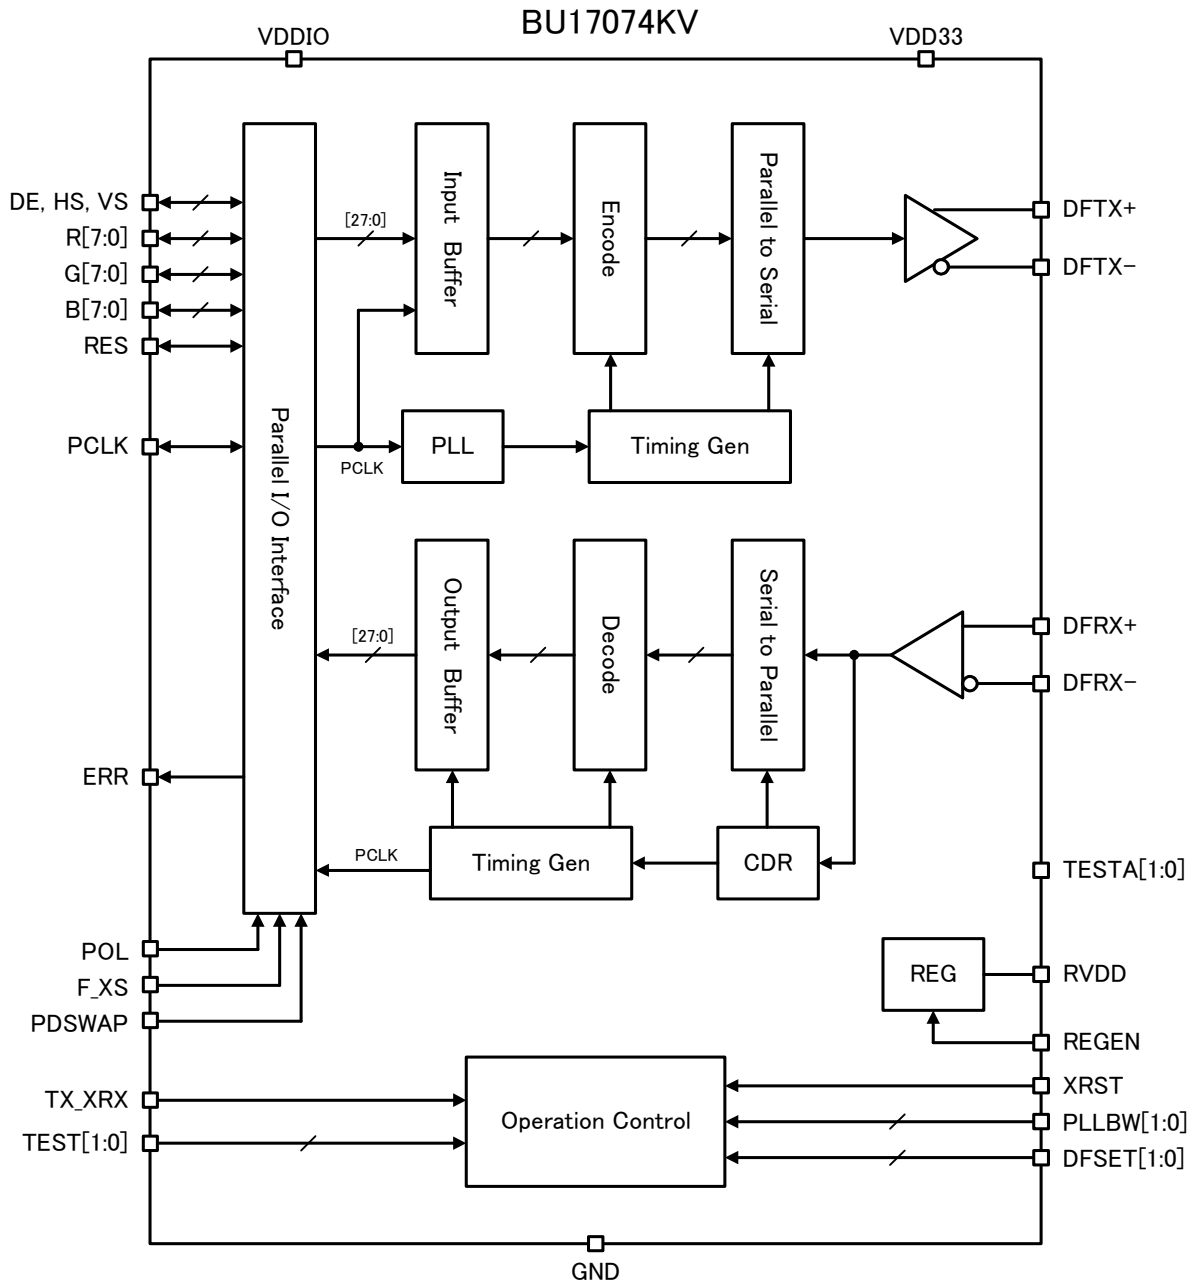 BU17074KV
VDDIO
VDD33
DE, HS, VS
R[7:0]
G[7:0]
B[7:0]
RES
PCLK
ERR
POL
F_XS
PDSWAP
TX_XRX
TEST[1:0]
Parallel I/O Interface
[27:0]
Input Buffer
Encode
Parallel to Serial
PCLK
PLL
Timing Gen
[27:0]
Output Buffer
Decode
Serial to Parallel
PCLK
Timing Gen
CDR
REG
Operation Control
DFTX+
DFTX-
DFRX+
DFRX-
TESTA[1:0]
RVDD
REGEN
XRST
PLLBW[1:0]
DFSET[1:0]
GND